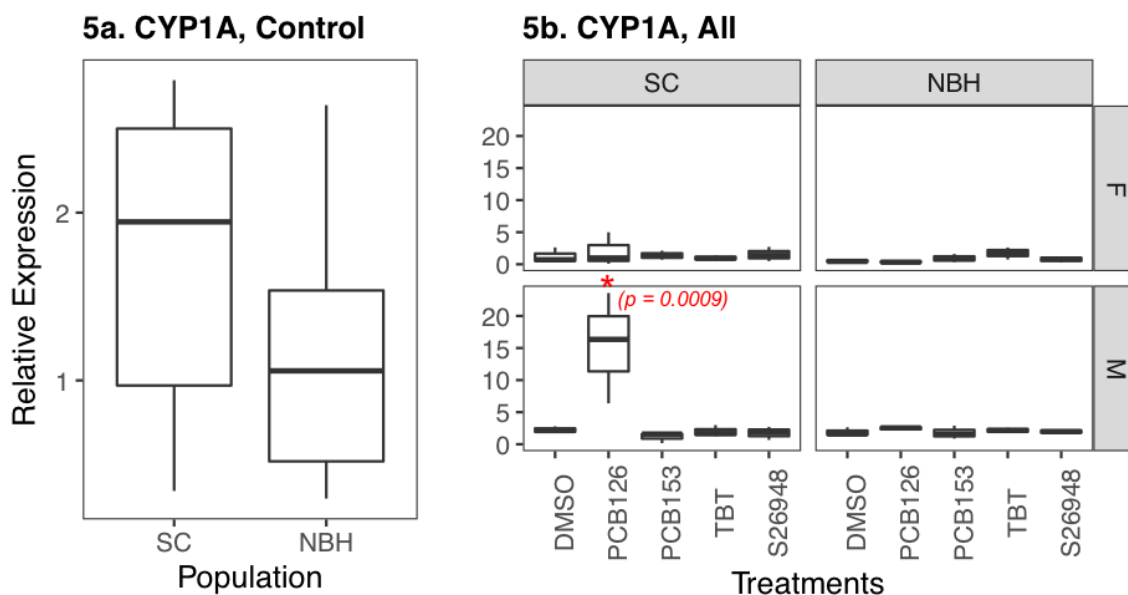 5a. CYP1A, Control
Relative Expression
2
1
SC
NBH
Population
5b. CYP1A, All
SC
NBH
20
15
10
5
0
F
*
(p = 0.0009)
20
15
10
5
0
M
DMSO
PCB126
PCB153
TBT
S26948
DMSO
PCB126
PCB153
TBT
S26948
Treatments